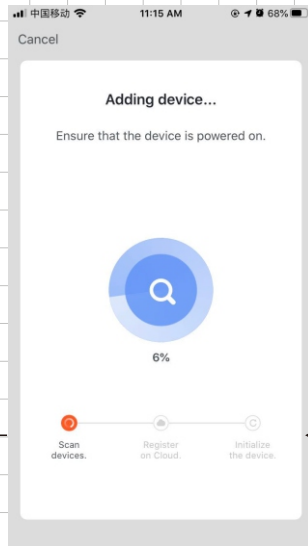 中国移动 11:15 AM 68%
Cancel
Adding device...
Ensure that the device is powered on.
6%
Scan devices.
Register on Cloud.
Initialize the device.